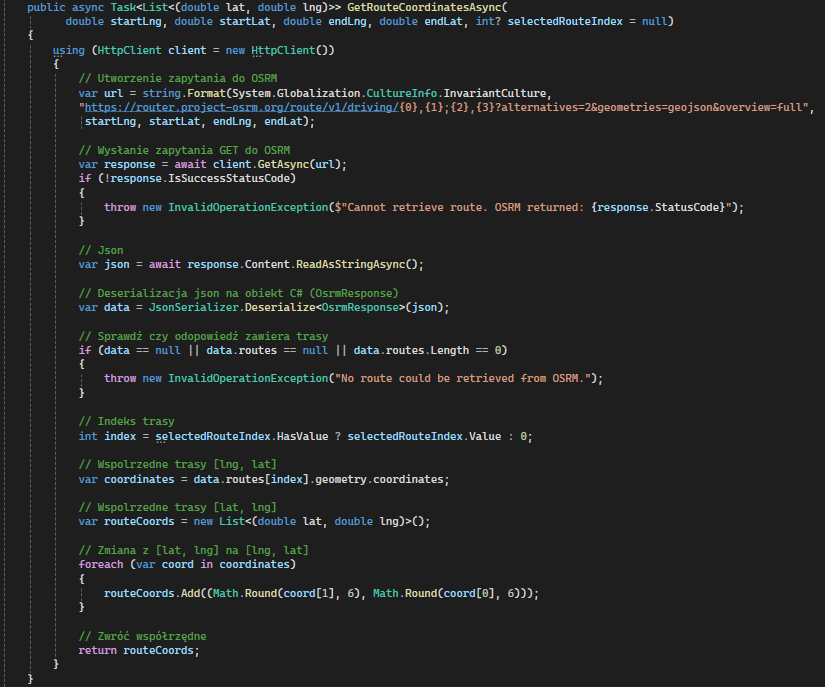 public async Task<List<(double lat, double lng)>> GetRouteCoordinatesAsync(
double startLng, double startLat, double endLng, double endLat, int? selectedRouteIndex = null)
{
using (HttpClient client = new HttpClient())
{
// Utworzenie zapytania do OSRM
var url = string.Format(System.Globalization.CultureInfo.InvariantCulture,
"https://router.project-osrm.org/route/v1/driving/{0},{1};{2},{3}?alternatives=2&geometries=geojson&overview=full",
startLng, startLat, endLng, endLat);
// Wysłanie zapytania GET do OSRM
var response = await client.GetAsync(url);
if (!response.IsSuccessStatusCode)
{
throw new InvalidOperationException($"Cannot retrieve route. OSRM returned: {response.StatusCode}");
}
// Json
var json = await response.Content.ReadAsStringAsync();
// Deserializacja json na obiekt C# (OsrmResponse)
var data = JsonSerializer.Deserialize<OsrmResponse>(json);
// Sprawdź czy odopowiedź zawiera trasy
if (data == null || data.routes == null || data.routes.Length == 0)
{
throw new InvalidOperationException("No route could be retrieved from OSRM.");
}
// Indeks trasy
int index = selectedRouteIndex.HasValue ? selectedRouteIndex.Value : 0;
// Wspolrzedne trasy [lng, lat]
var coordinates = data.routes[index].geometry.coordinates;
// Wspolrzedne trasy [lat, lng]
var routeCoords = new List<(double lat, double lng)>();
// Zmiana z [lat, lng] na [lng, lat]
foreach (var coord in coordinates)
{
routeCoords.Add((Math.Round(coord[1], 6), Math.Round(coord[0], 6)));
}
// Zwróć współrzędne
return routeCoords;
}
}